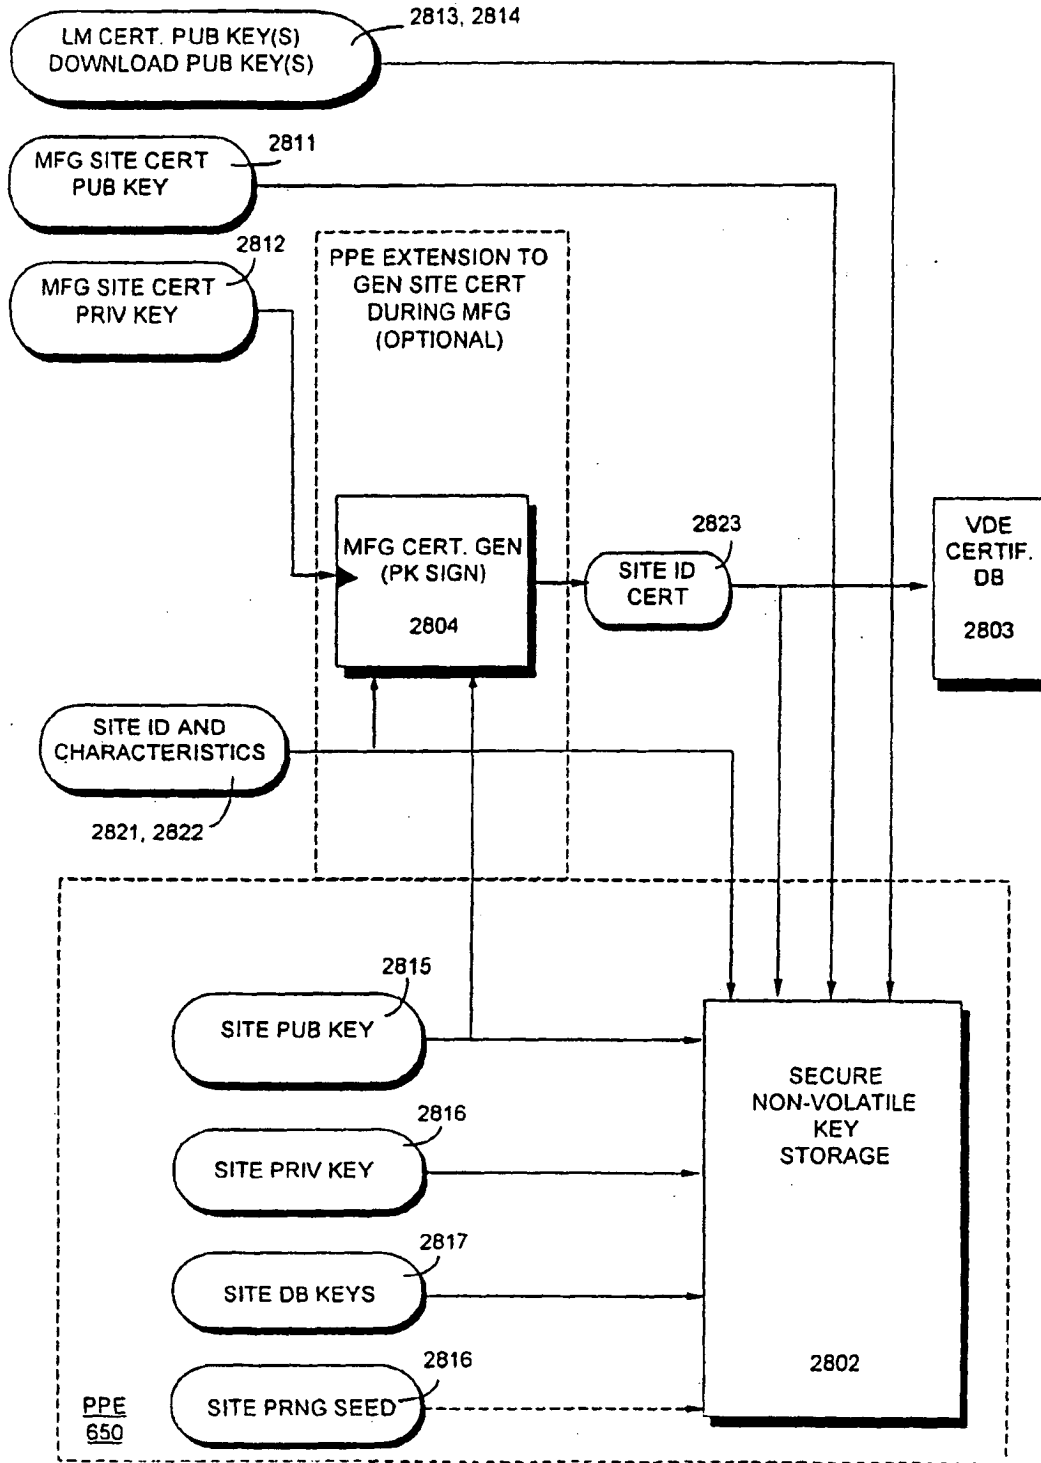 2813, 2814
LM CERT. PUB KEY(S)
DOWNLOAD PUB KEY(S)
2811
MFG SITE CERT
PUB KEY
2812
MFG SITE CERT
PRIV KEY
PPE EXTENSION TO
GEN SITE CERT
DURING MFG
(OPTIONAL)
MFG CERT. GEN
(PK SIGN)
2804
2823
SITE ID
CERT
VDE
CERTIF.
DB
2803
SITE ID AND
CHARACTERISTICS
2821, 2822
2815
SITE PUB KEY
2816
SITE PRIV KEY
2817
SITE DB KEYS
2816
SITE PRNG SEED
SECURE
NON-VOLATILE
KEY
STORAGE
2802
PPE
650